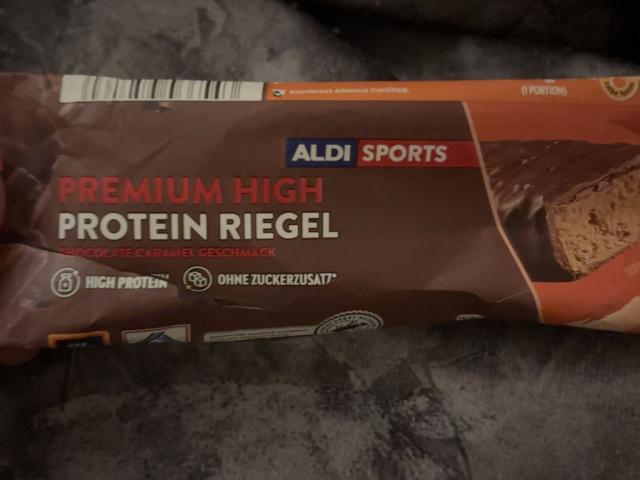 Rainforest Alliance Certified.
(1 PORTION)
ALDI SPORTS
PREMIUM HIGH
PROTEIN RIEGEL
CHOCOLATE CARAMEL GESCHMACK
HIGH PROTEIN
OHNE ZUCKERZUSATZ*